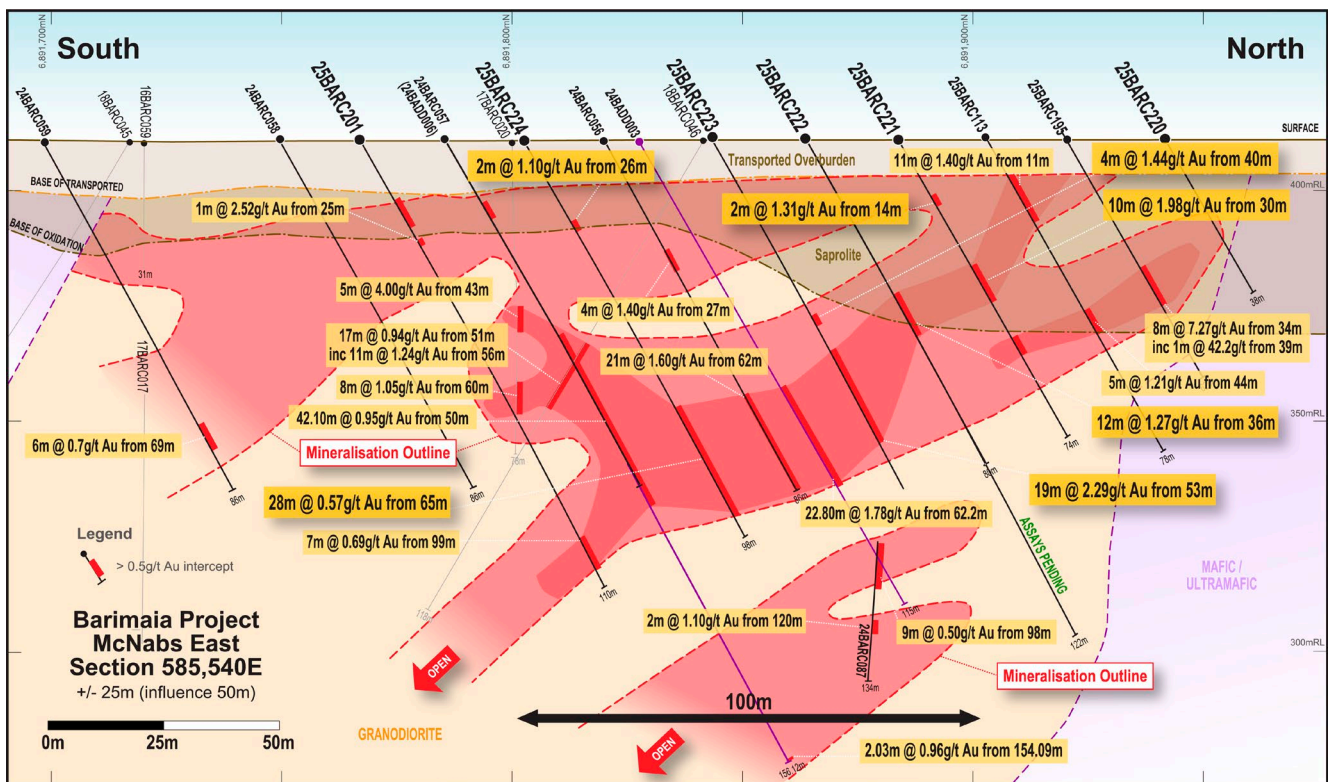 6,891,700mN
6,891,800mN
6,891,900mN
South
North
24BARC059
18BARC045
16BARC059
24BARC058
25BARC201
24BARC057
(24BADD006)
17BARC020
25BARC224
24BARC056
24BADD003
18BARC046
25BARC223
25BARC222
25BARC221
25BARC113
25BARC195
25BARC220
SURFACE
Transported Overburden
11m @ 1.40g/t Au from 11m
4m @ 1.44g/t Au from 40m
2m @ 1.10g/t Au from 26m
BASE OF TRANSPORTED
400mRL
1m @ 2.52g/t Au from 25m
2m @ 1.31g/t Au from 14m
10m @ 1.98g/t Au from 30m
BASE OF OXIDATION
Saprolite
31m
5m @ 4.00g/t Au from 43m
38m
4m @ 1.40g/t Au from 27m
17m @ 0.94g/t Au from 51m
inc 11m @ 1.24g/t Au from 56m
8m @ 7.27g/t Au from 34m
inc 1m @ 42.2g/t Au from 39m
21m @ 1.60g/t Au from 62m
17BARC017
8m @ 1.05g/t Au from 60m
5m @ 1.21g/t Au from 44m
42.10m @ 0.95g/t Au from 50m
350mRL
12m @ 1.27g/t Au from 36m
6m @ 0.7g/t Au from 69m
Mineralisation Outline
78m
74m
78m
86m
86m
86m
19m @ 2.29g/t Au from 53m
28m @ 0.57g/t Au from 65m
22.80m @ 1.78g/t Au from 62.2m
Legend
> 0.5g/t Au intercept
7m @ 0.69g/t Au from 99m
98m
ASSAYS PENDING
MAFIC /
ULTRAMAFIC
110m
118m
115m
Barimaia Project
McNabs East
Section 585,540E
+/- 25m (influence 50m)
2m @ 1.10g/t Au from 120m
24BARC087
9m @ 0.50g/t Au from 98m
122m
300mRL
OPEN
134m
Mineralisation Outline
100m
0m
25m
50m
GRANODIORITE
OPEN
2.03m @ 0.96g/t Au from 154.09m
156.12m